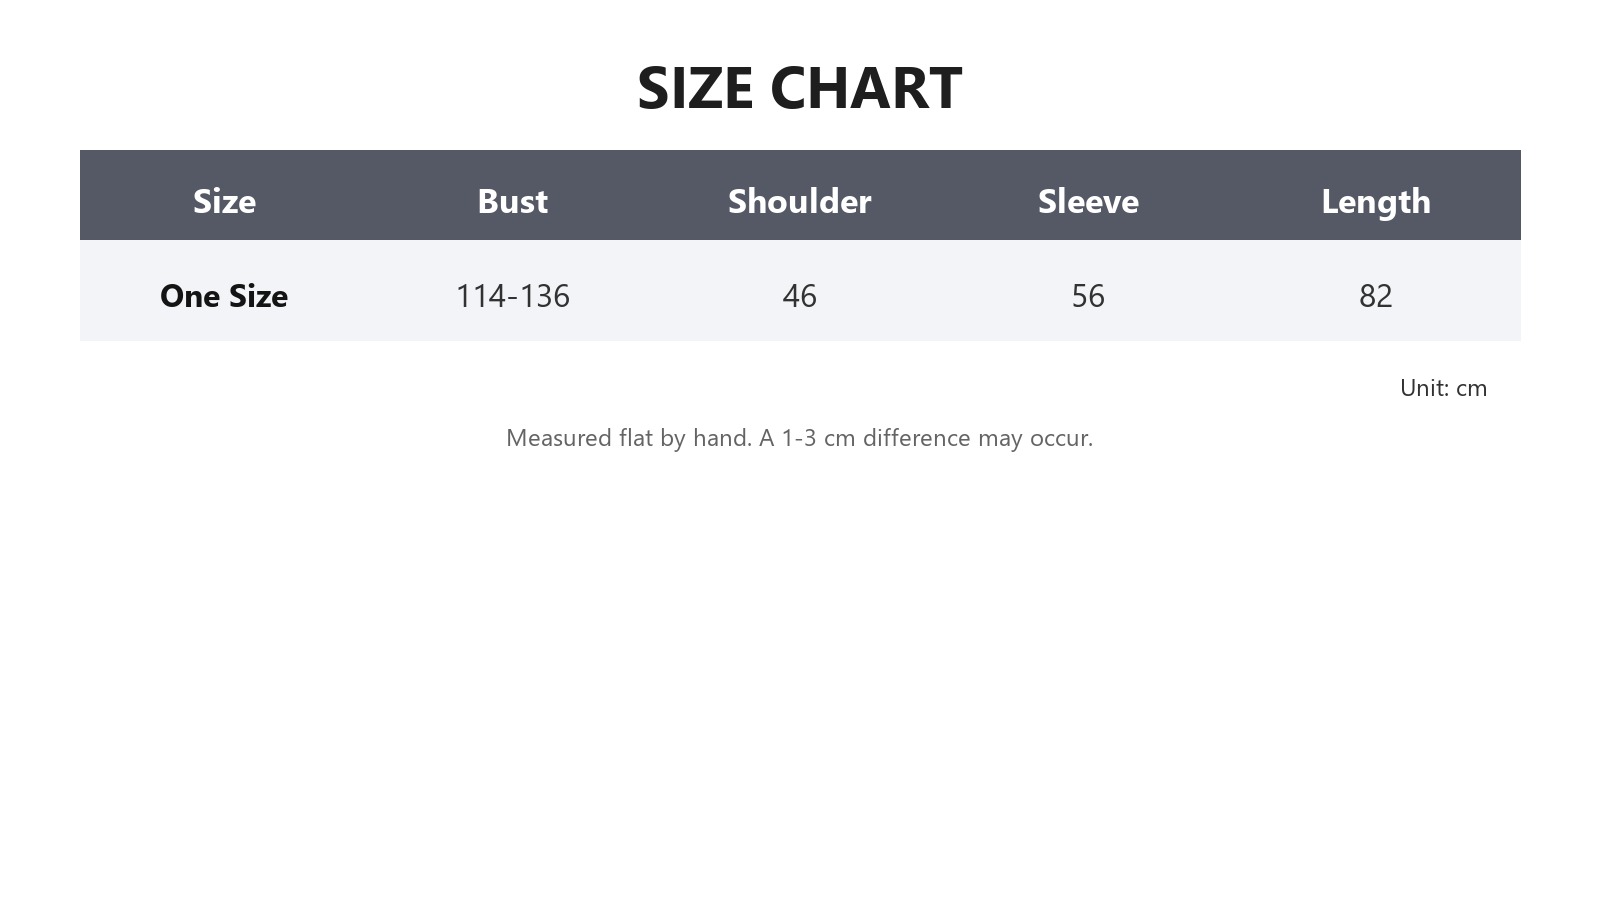 SIZE CHART
Size Bust Shoulder Sleeve Length
One Size 114-136 46 56 82
Unit: cm
Measured flat by hand. A 1-3 cm difference may occur.